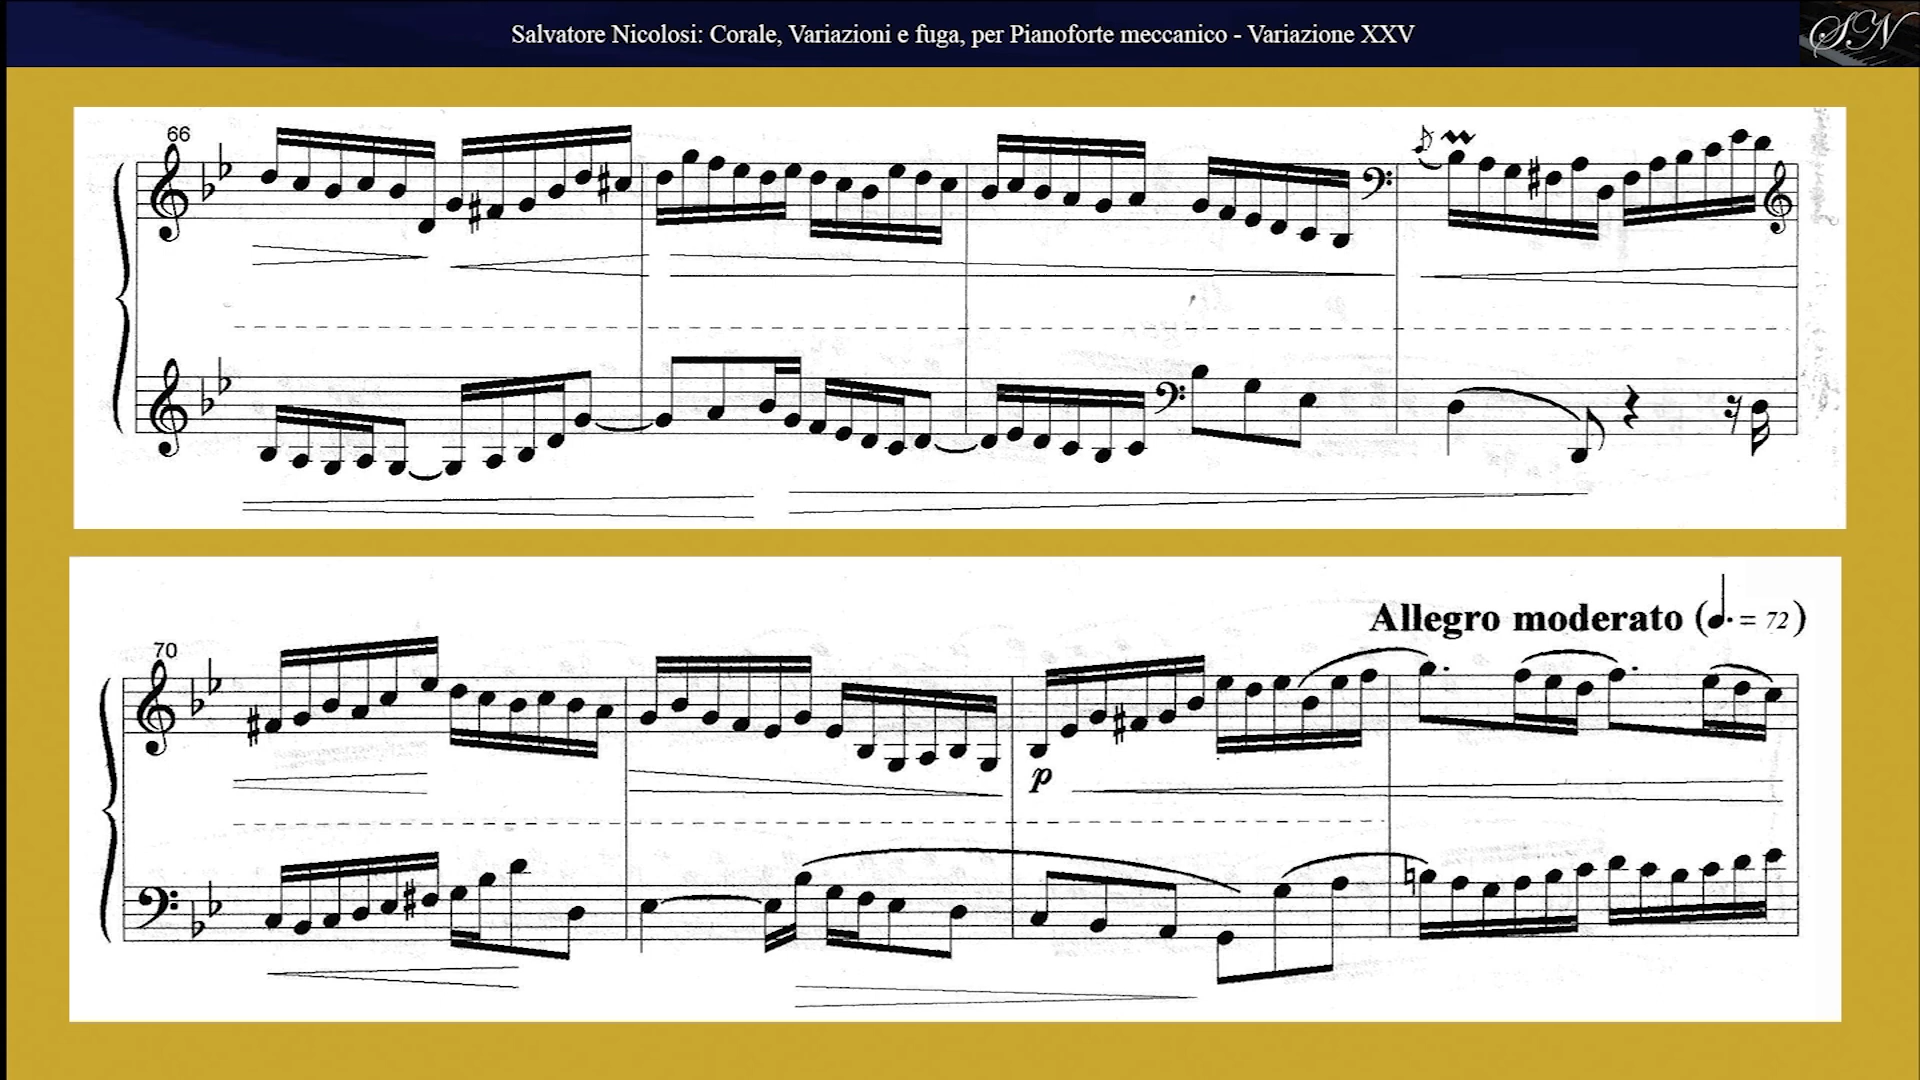 Salvatore Nicolosi: Corale, Variazioni e fuga, per Pianoforte meccanico - Variazione XXV
SN
66
70
Allegro moderato (♩. = 72)
p